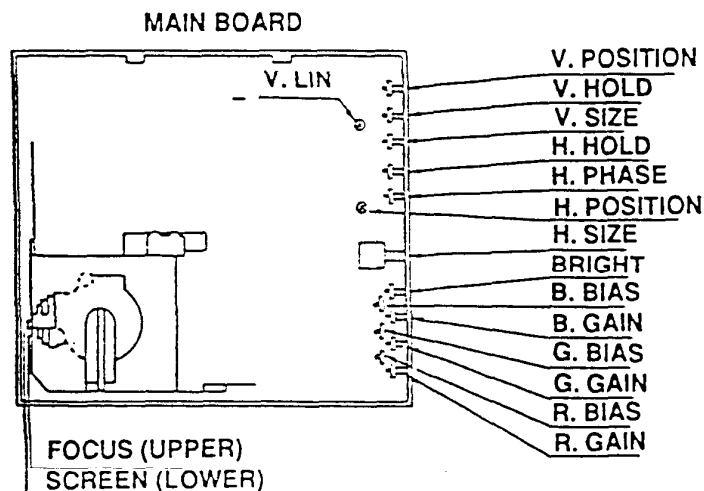 MAIN BOARD
V. LIN
V. POSITION
V. HOLD
V. SIZE
H. HOLD
H. PHASE
H. POSITION
H. SIZE
BRIGHT
B. BIAS
B. GAIN
G. BIAS
G. GAIN
R. BIAS
R. GAIN
FOCUS (UPPER)
SCREEN (LOWER)